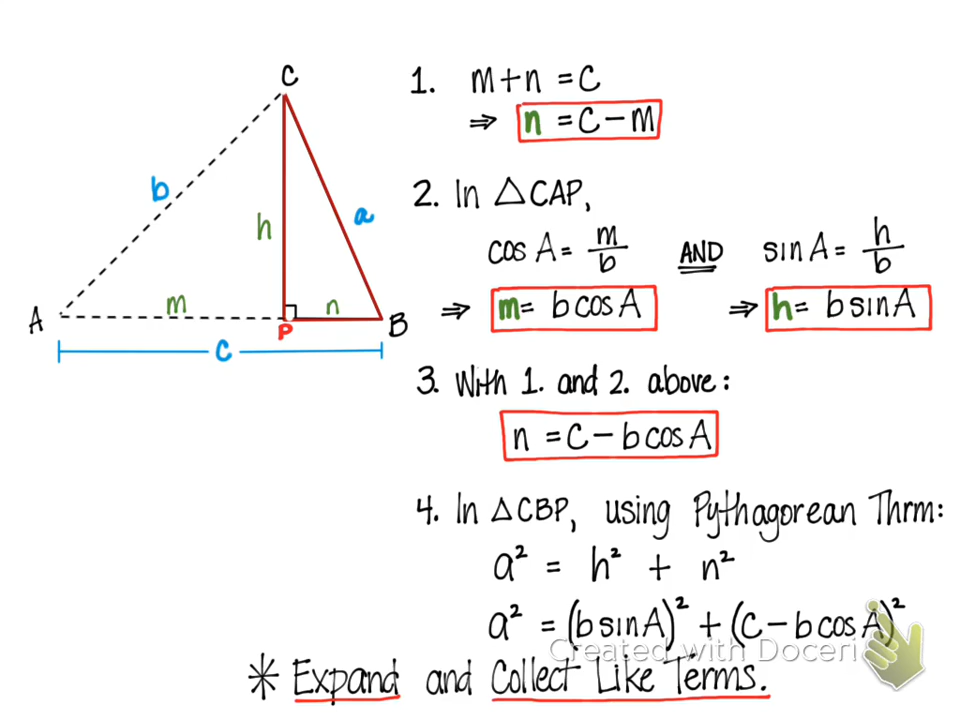 C
b
h
a
m
n
A
P
B
c
1. m+n = C
⇒ n = C − m
2. In △CAP,
cos A = m/b AND sin A = h/b
⇒ m = b cos A ⇒ h = b sin A
3. With 1. and 2. above:
n = C − b cos A
4. In △CBP, using Pythagorean Thrm:
a² = h² + n²
a² = (b sin A)² + (C − b cos A)²
Created with Doceri
* Expand and Collect Like Terms.